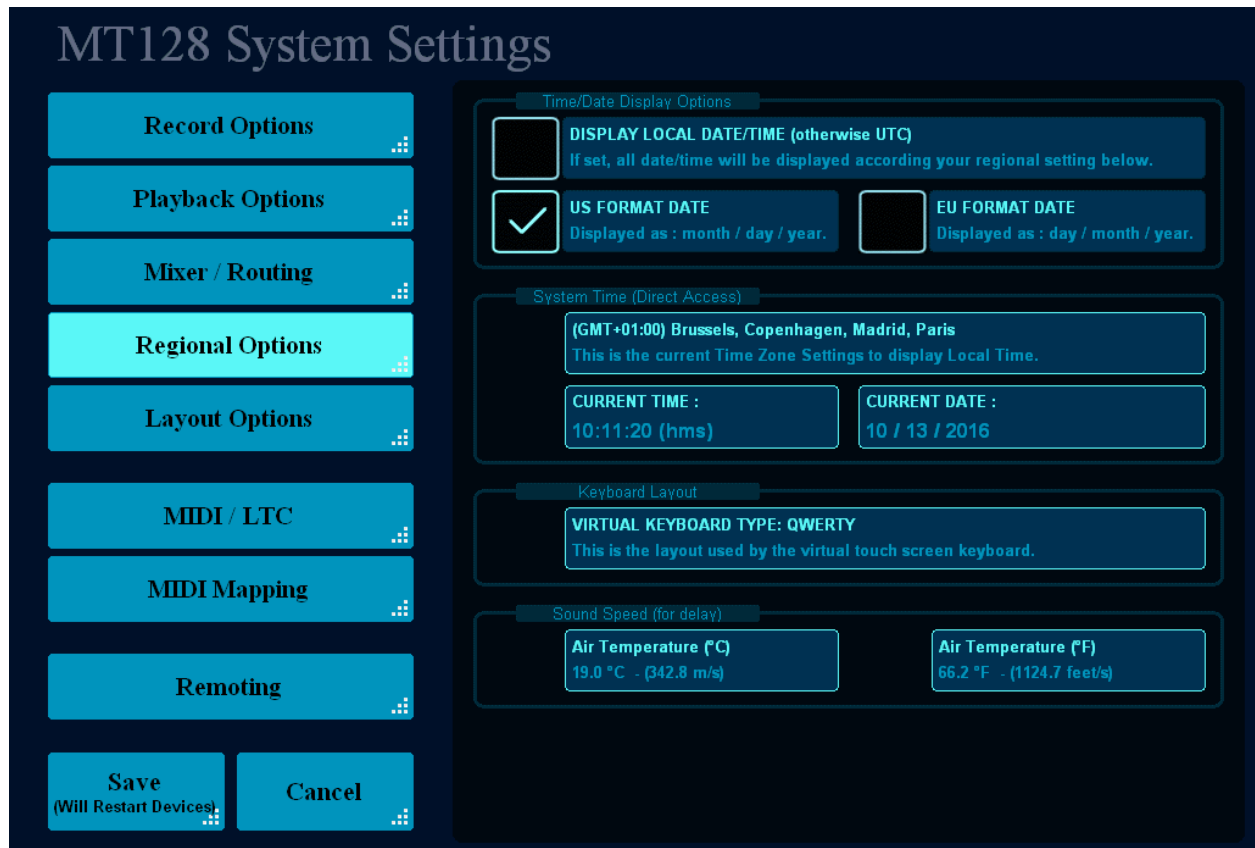 MT128 System Settings
Record Options
Playback Options
Mixer / Routing
Regional Options
Layout Options
MIDI / LTC
MIDI Mapping
Remoting
Save
(Will Restart Devices)
Cancel
Time/Date Display Options
DISPLAY LOCAL DATE/TIME (otherwise UTC)
If set, all date/time will be displayed according your regional setting below.
US FORMAT DATE
Displayed as : month / day / year.
EU FORMAT DATE
Displayed as : day / month / year.
System Time (Direct Access)
(GMT+01:00) Brussels, Copenhagen, Madrid, Paris
This is the current Time Zone Settings to display Local Time.
CURRENT TIME :
10:11:20 (hms)
CURRENT DATE :
10 / 13 / 2016
Keyboard Layout
VIRTUAL KEYBOARD TYPE: QWERTY
This is the layout used by the virtual touch screen keyboard.
Sound Speed (for delay)
Air Temperature (°C)
19.0 °C - (342.8 m/s)
Air Temperature (°F)
66.2 °F - (1124.7 feet/s)